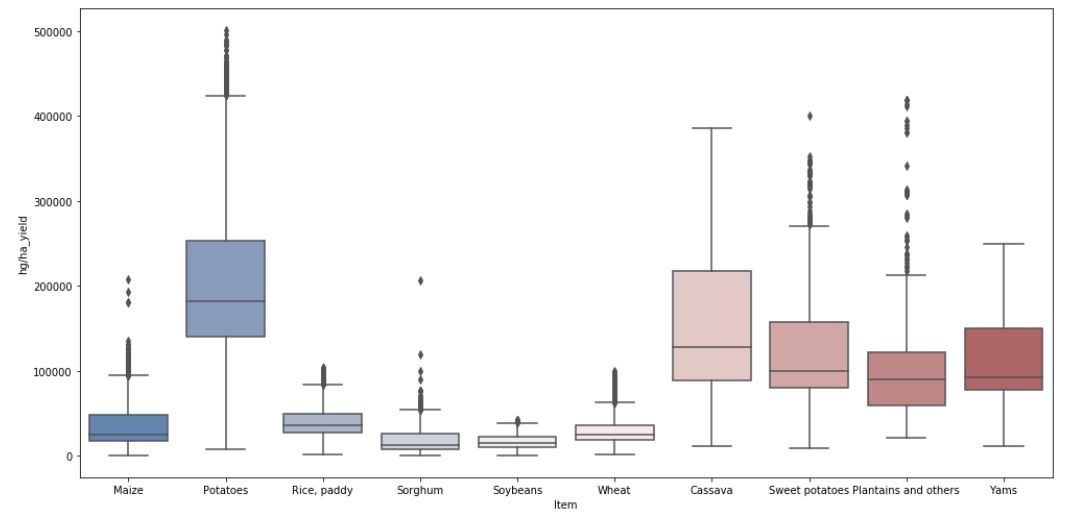 500000
400000
300000
200000
100000
0
hg/ha_yield
Maize Potatoes Rice, paddy Sorghum Soybeans Wheat Cassava Sweet potatoes Plantains and others Yams
Item